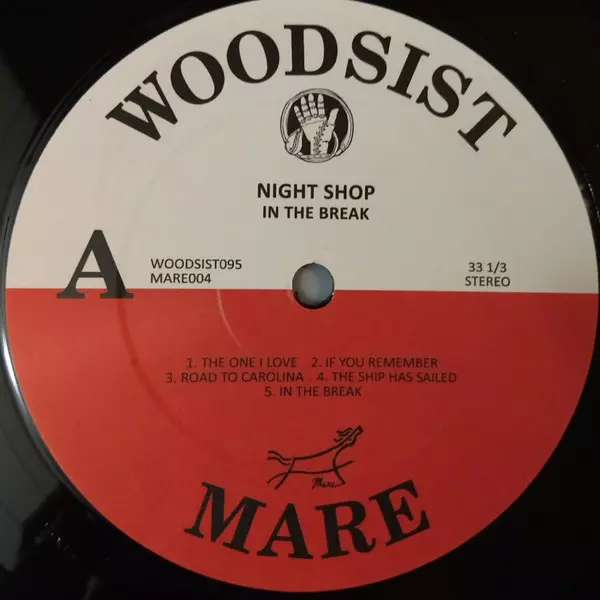 WOODSIST
NIGHT SHOP
IN THE BREAK
A
WOODSIST095
MARE004
33 1/3
STEREO
1. THE ONE I LOVE 2. IF YOU REMEMBER
3. ROAD TO CAROLINA 4. THE SHIP HAS SAILED
5. IN THE BREAK
Mare
MARE